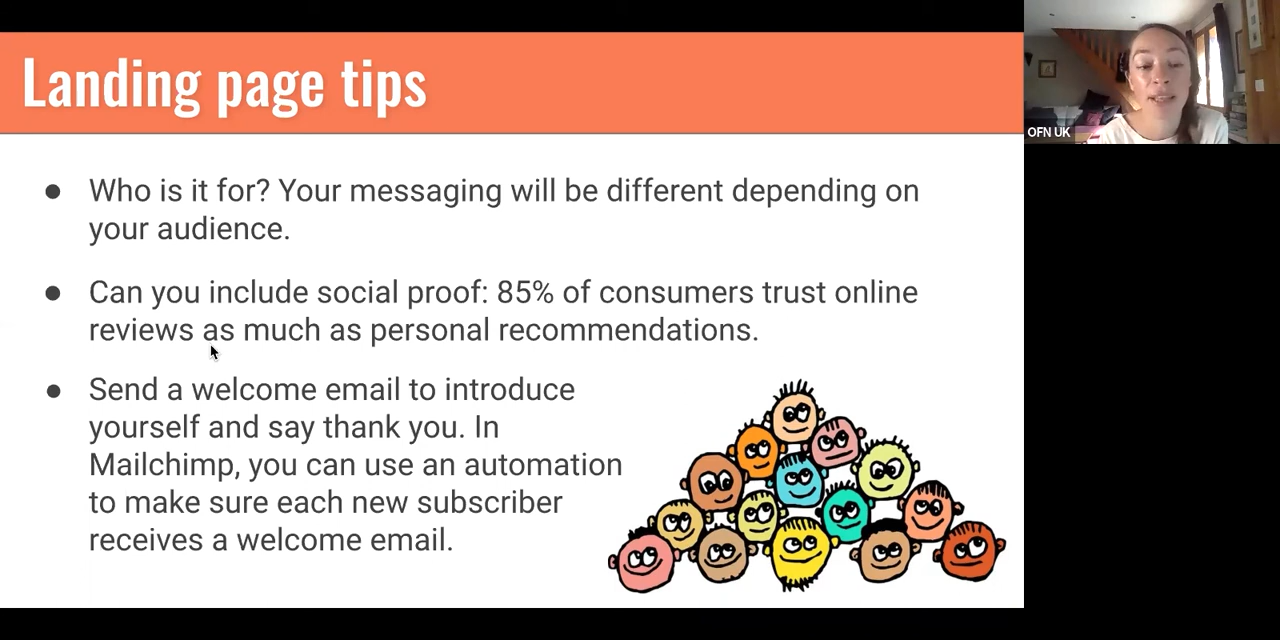 Landing page tips
OFN UK
● Who is it for? Your messaging will be different depending on
your audience.
● Can you include social proof: 85% of consumers trust online
reviews as much as personal recommendations.
● Send a welcome email to introduce
yourself and say thank you. In
Mailchimp, you can use an automation
to make sure each new subscriber
receives a welcome email.